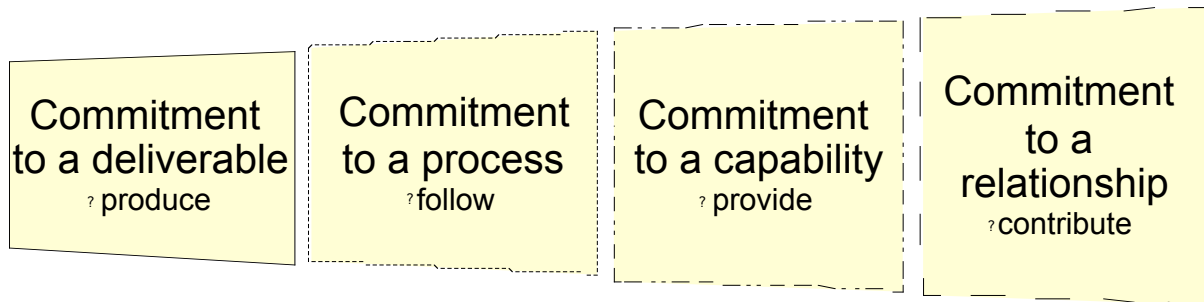 Commitment
to a deliverable
? produce
Commitment
to a process
? follow
Commitment
to a capability
? provide
Commitment
to a
relationship
? contribute